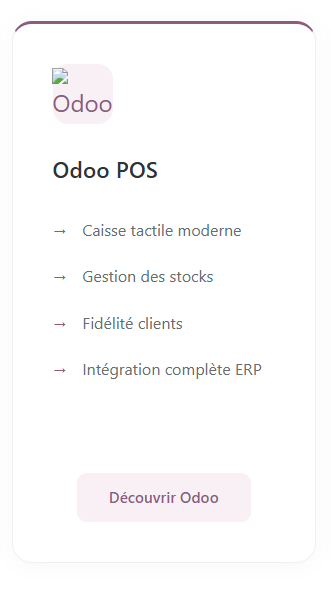 Odoo
Odoo POS
→ Caisse tactile moderne
→ Gestion des stocks
→ Fidélité clients
→ Intégration complète ERP
Découvrir Odoo